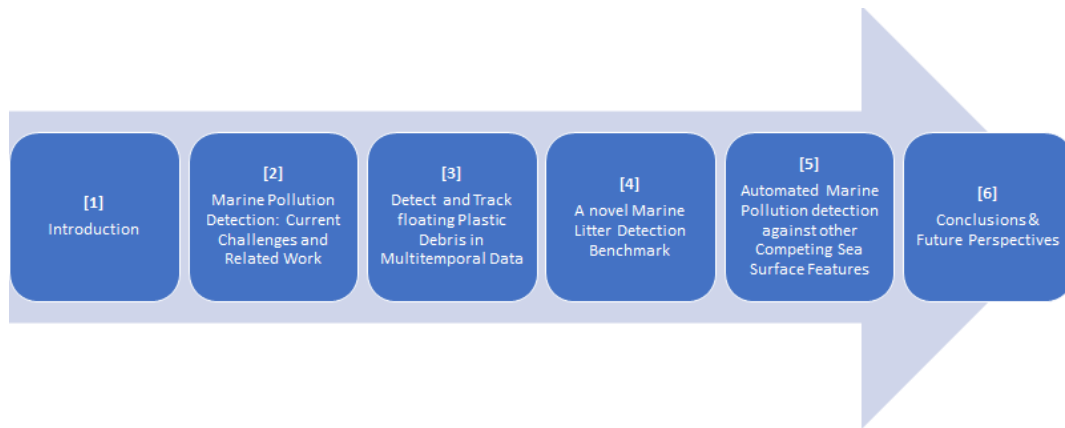 [1]
Introduction
[2]
Marine Pollution
Detection: Current
Challenges and
Related Work
[3]
Detect and Track
floating Plastic
Debris in
Multitemporal Data
[4]
A novel Marine
Litter Detection
Benchmark
[5]
Automated Marine
Pollution detection
against other
Competing Sea
Surface Features
[6]
Conclusions &
Future Perspectives